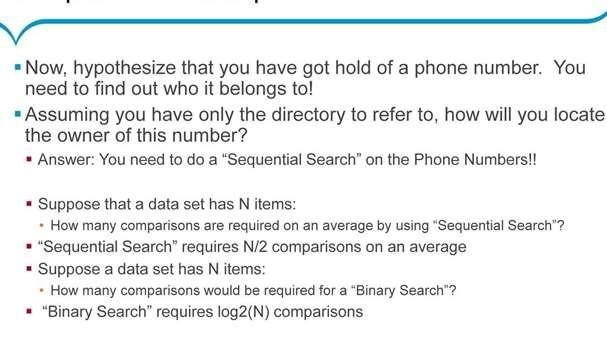 Now, hypothesize that you have got hold of a phone number. You
need to find out who it belongs to!
Assuming you have only the directory to refer to, how will you locate
the owner of this number?
Answer: You need to do a “Sequential Search” on the Phone Numbers!!
Suppose that a data set has N items:
How many comparisons are required on an average by using “Sequential Search”?
“Sequential Search” requires N/2 comparisons on an average
Suppose a data set has N items:
How many comparisons would be required for a “Binary Search”?
“Binary Search” requires log2(N) comparisons